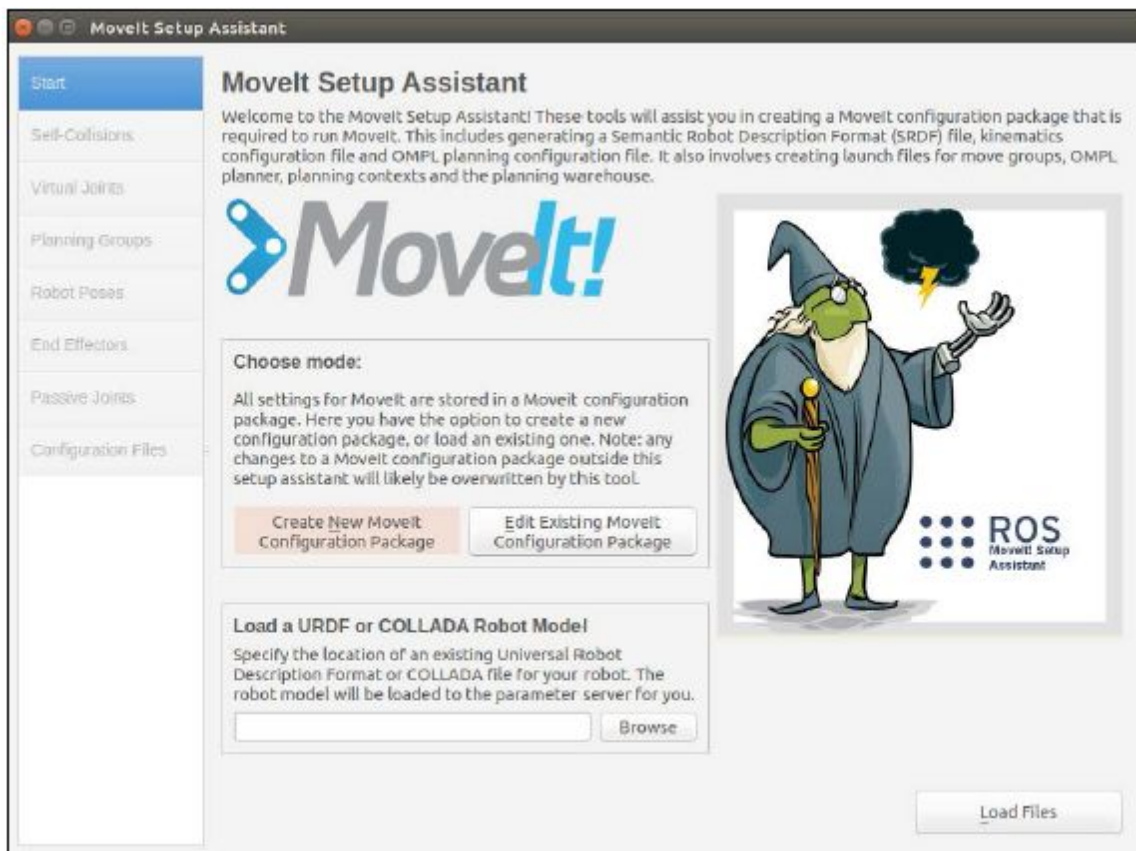 MoveIt Setup Assistant
Start
Self-Collisions
Virtual Joints
Planning Groups
Robot Poses
End Effectors
Passive Joints
Configuration Files
MoveIt Setup Assistant
Welcome to the MoveIt Setup Assistant! These tools will assist you in creating a MoveIt configuration package that is
required to run MoveIt. This includes generating a Semantic Robot Description Format (SRDF) file, kinematics
configuration file and OMPL planning configuration file. It also involves creating launch files for move groups, OMPL
planner, planning contexts and the planning warehouse.
MoveIt!
Choose mode:
All settings for MoveIt are stored in a Moveit configuration
package. Here you have the option to create a new
configuration package, or load an existing one. Note: any
changes to a MoveIt configuration package outside this
setup assistant will likely be overwritten by this tool.
Create New MoveIt
Configuration Package
Edit Existing MoveIt
Configuration Package
Load a URDF or COLLADA Robot Model
Specify the location of an existing Universal Robot
Description Format or COLLADA file for your robot. The
robot model will be loaded to the parameter server for you.
Browse
ROS
MoveIt! Setup
Assistant
Load Files